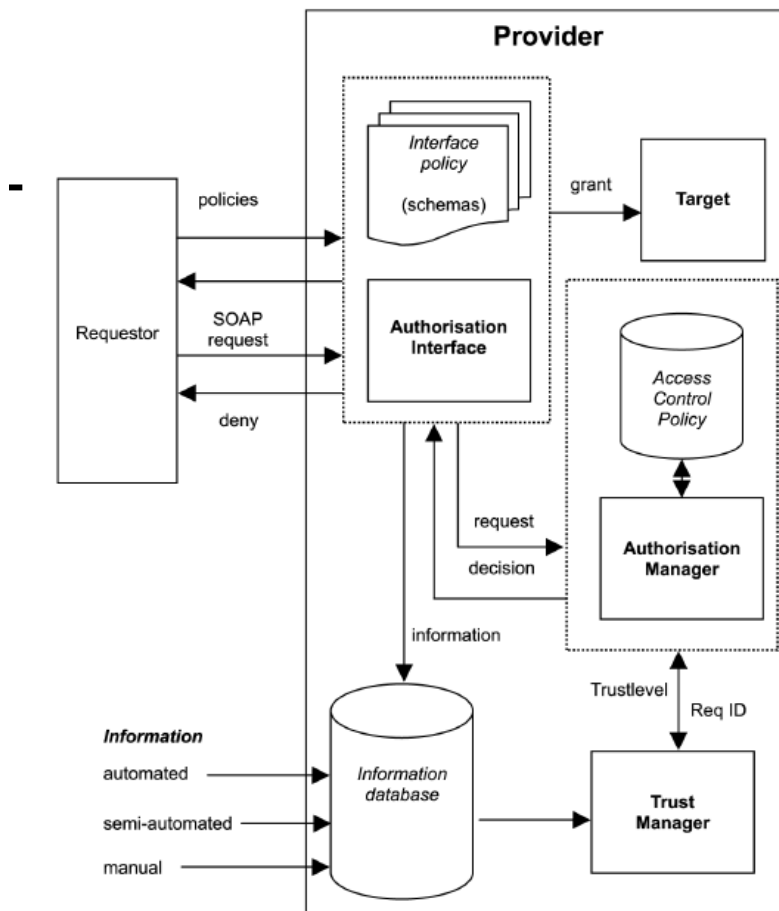 Provider
Interface
policy
(schemas)
grant
Target
policies
Requestor
SOAP
request
Authorisation
Interface
deny
Access
Control
Policy
request
decision
Authorisation
Manager
information
Trustlevel
Req ID
Information
automated
semi-automated
manual
Information
database
Trust
Manager